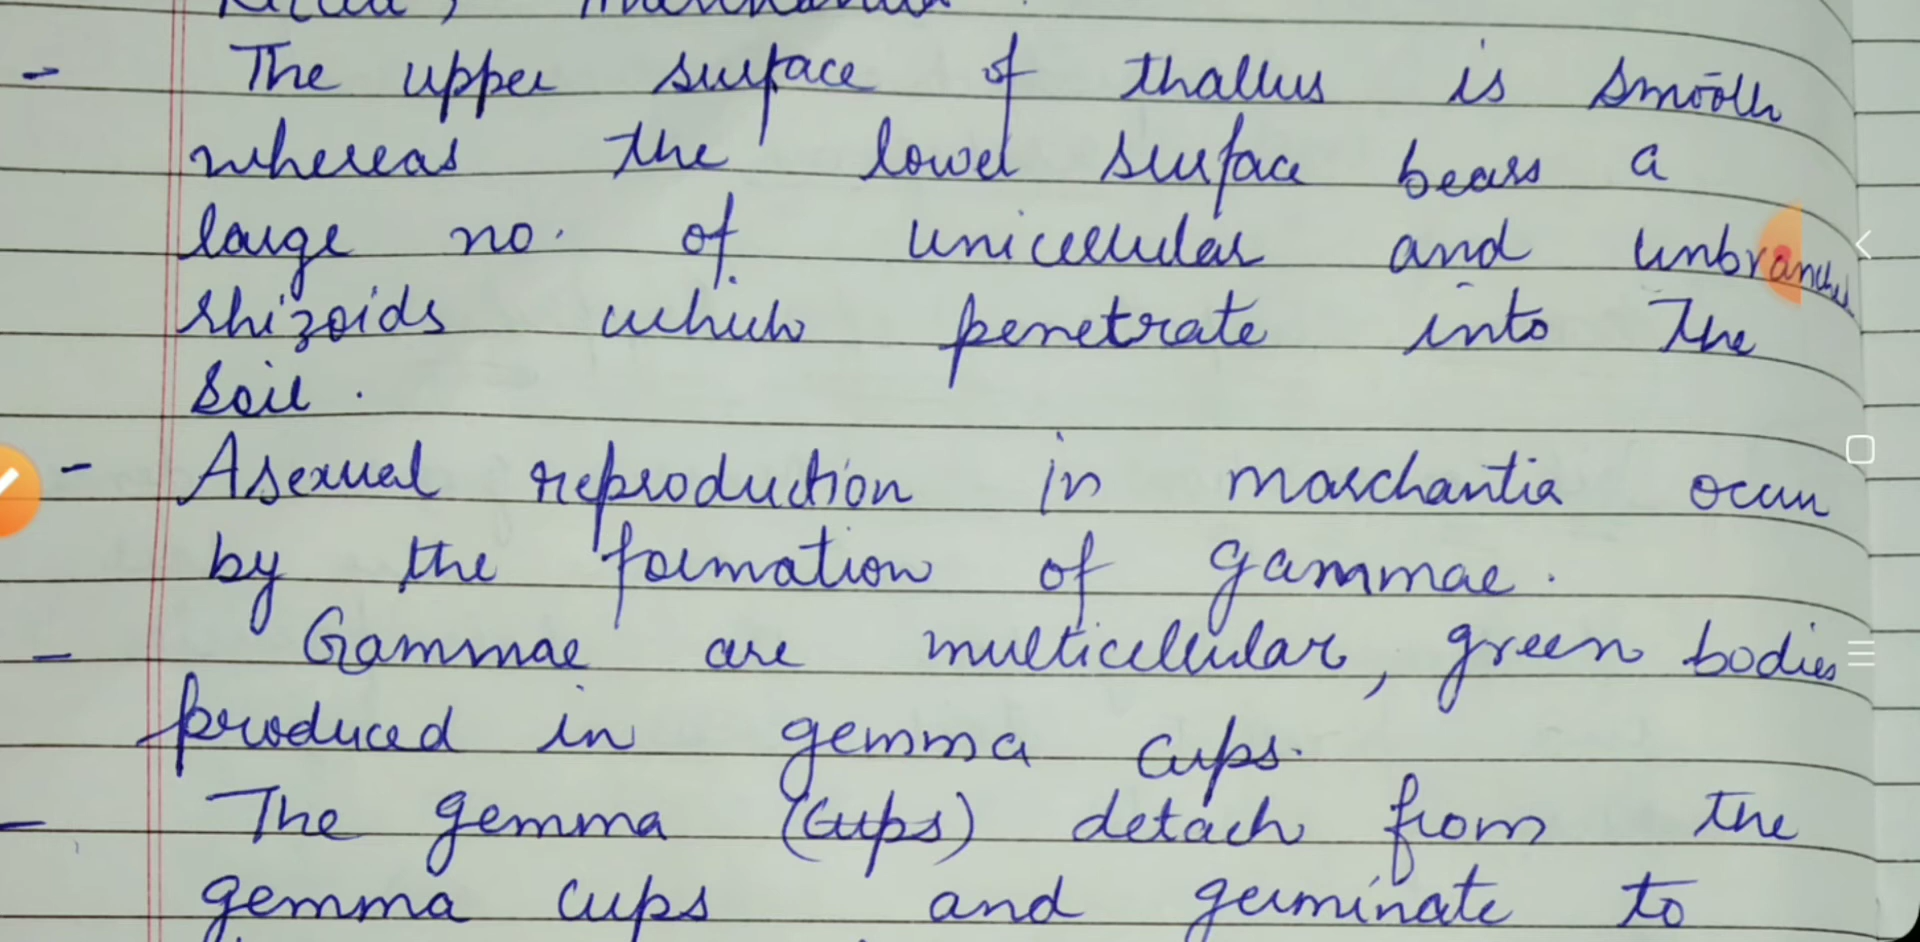 Riccia, Marchantia
- The upper surface of thallus is smooth
whereas the lower surface bears a
large no. of unicellular and unbranched
rhizoids which penetrate into the
soil.
- Asexual reproduction in marchantia occur
by the formation of gammae.
- Gammae are multicellular, green bodies
produced in gemma cups.
- The gemma (cups) detach from the
gemma cups and germinate to